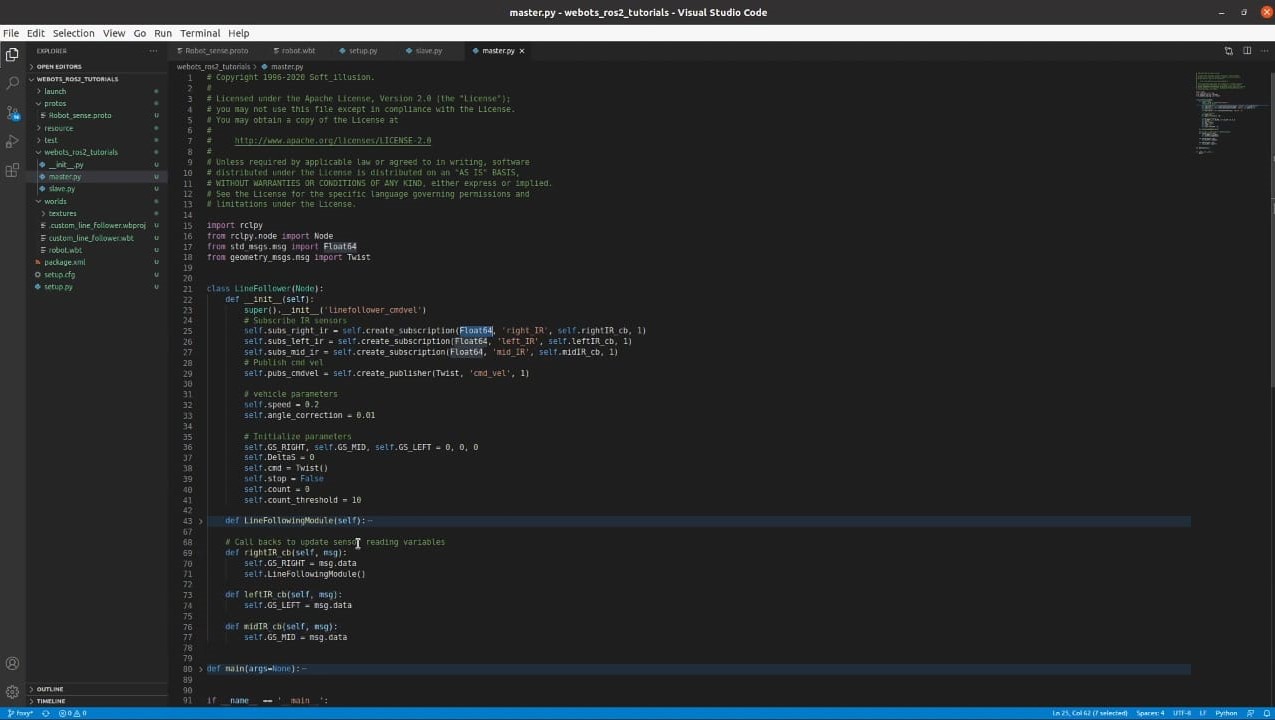 master.py - webots_ros2_tutorials - Visual Studio Code
File Edit Selection View Go Run Terminal Help
EXPLORER
OPEN EDITORS
WEBOTS_ROS2_TUTORIALS
launch
protos
Robot_sense.proto U
resource
test
webots_ros2_tutorials
__init__.py U
master.py U
slave.py U
worlds
textures
.custom_line_follower.wbproj U
custom_line_follower.wbt U
robot.wbt U
package.xml U
setup.cfg U
setup.py U
OUTLINE
TIMELINE
Robot_sense.proto robot.wbt setup.py slave.py master.py
webots_ros2_tutorials > master.py
1 # Copyright 1996-2020 Soft_illusion.
2 #
3 # Licensed under the Apache License, Version 2.0 (the "License");
4 # you may not use this file except in compliance with the License.
5 # You may obtain a copy of the License at
6 #
7 #     http://www.apache.org/licenses/LICENSE-2.0
8 #
9 # Unless required by applicable law or agreed to in writing, software
10 # distributed under the License is distributed on an "AS IS" BASIS,
11 # WITHOUT WARRANTIES OR CONDITIONS OF ANY KIND, either express or implied.
12 # See the License for the specific language governing permissions and
13 # limitations under the License.
14
15 import rclpy
16 from rclpy.node import Node
17 from std_msgs.msg import Float64
18 from geometry_msgs.msg import Twist
19
20
21 class LineFollower(Node):
22     def __init__(self):
23         super().__init__('linefollower_cmdvel')
24         # Subscribe IR sensors
25         self.subs_right_ir = self.create_subscription(Float64, 'right_IR', self.rightIR_cb, 1)
26         self.subs_left_ir = self.create_subscription(Float64, 'left_IR', self.leftIR_cb, 1)
27         self.subs_mid_ir = self.create_subscription(Float64, 'mid_IR', self.midIR_cb, 1)
28         # Publish cmd vel
29         self.pubs_cmdvel = self.create_publisher(Twist, 'cmd_vel', 1)
30
31         # vehicle parameters
32         self.speed = 0.2
33         self.angle_correction = 0.01
34
35         # Initialize parameters
36         self.GS_RIGHT, self.GS_MID, self.GS_LEFT = 0, 0, 0
37         self.DeltaS = 0
38         self.cmd = Twist()
39         self.stop = False
40         self.count = 0
41         self.count_threshold = 10
42
43     def LineFollowingModule(self):
67
68     # Call backs to update sensor reading variables
69     def rightIR_cb(self, msg):
70         self.GS_RIGHT = msg.data
71         self.LineFollowingModule()
72
73     def leftIR_cb(self, msg):
74         self.GS_LEFT = msg.data
75
76     def midIR_cb(self, msg):
77         self.GS_MID = msg.data
78
79
80 def main(args=None):
89
90
91 if __name__ == '__main__':
foxy* 0 0 Ln 25, Col 62 (7 selected) Spaces: 4 UTF-8 LF Python